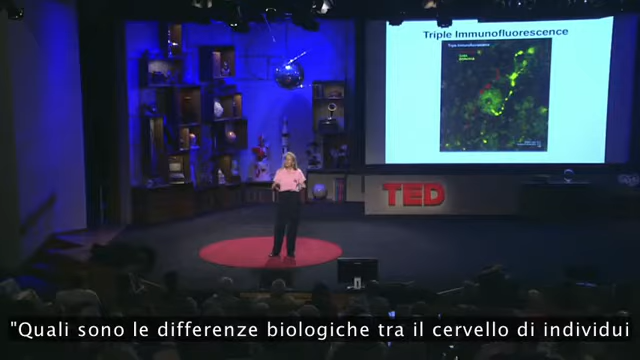 Triple Immunofluorescence
TED
"Quali sono le differenze biologiche tra il cervello di individui